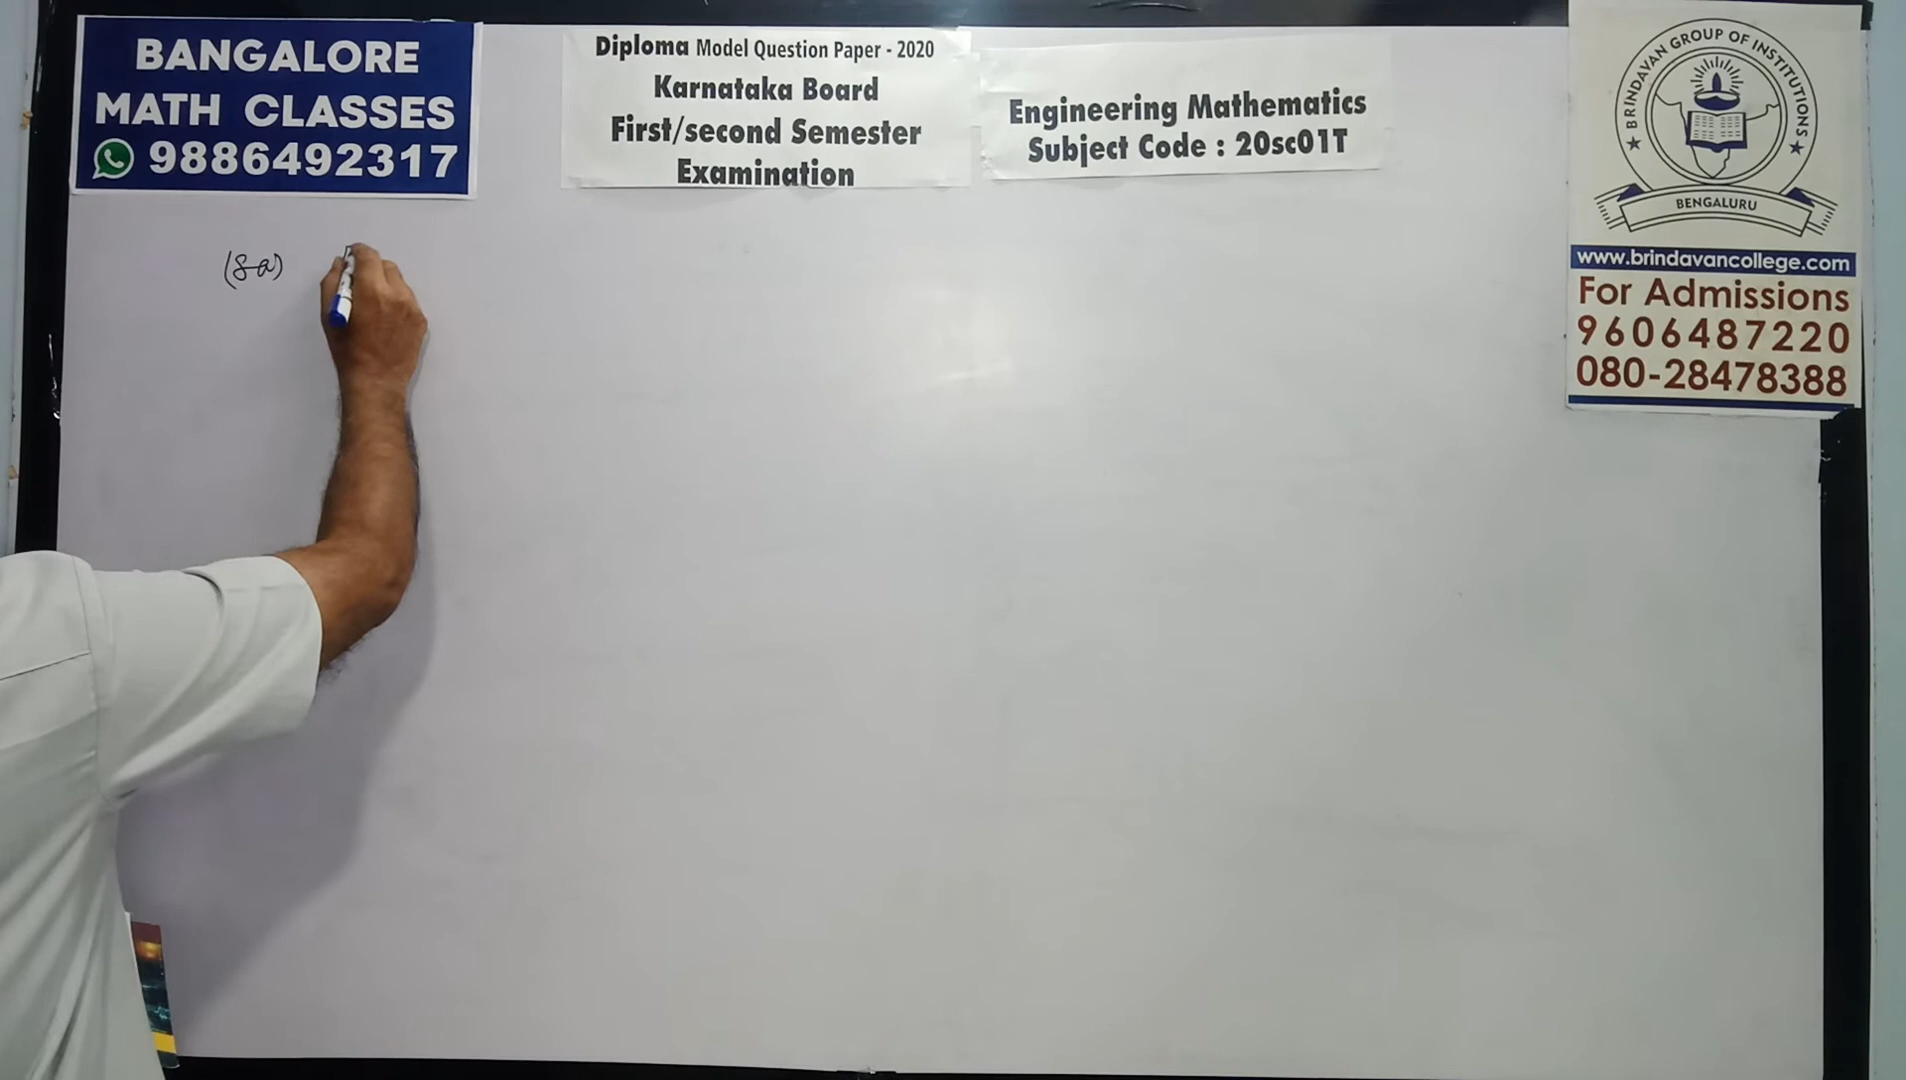 BANGALORE
MATH CLASSES
9886492317
Diploma Model Question Paper - 2020
Karnataka Board
First/second Semester
Examination
Engineering Mathematics
Subject Code : 20sc01T
★ BRINDAVAN GROUP OF INSTITUTIONS ★
BENGALURU
www.brindavancollege.com
For Admissions
9606487220
080-28478388
(8-a)